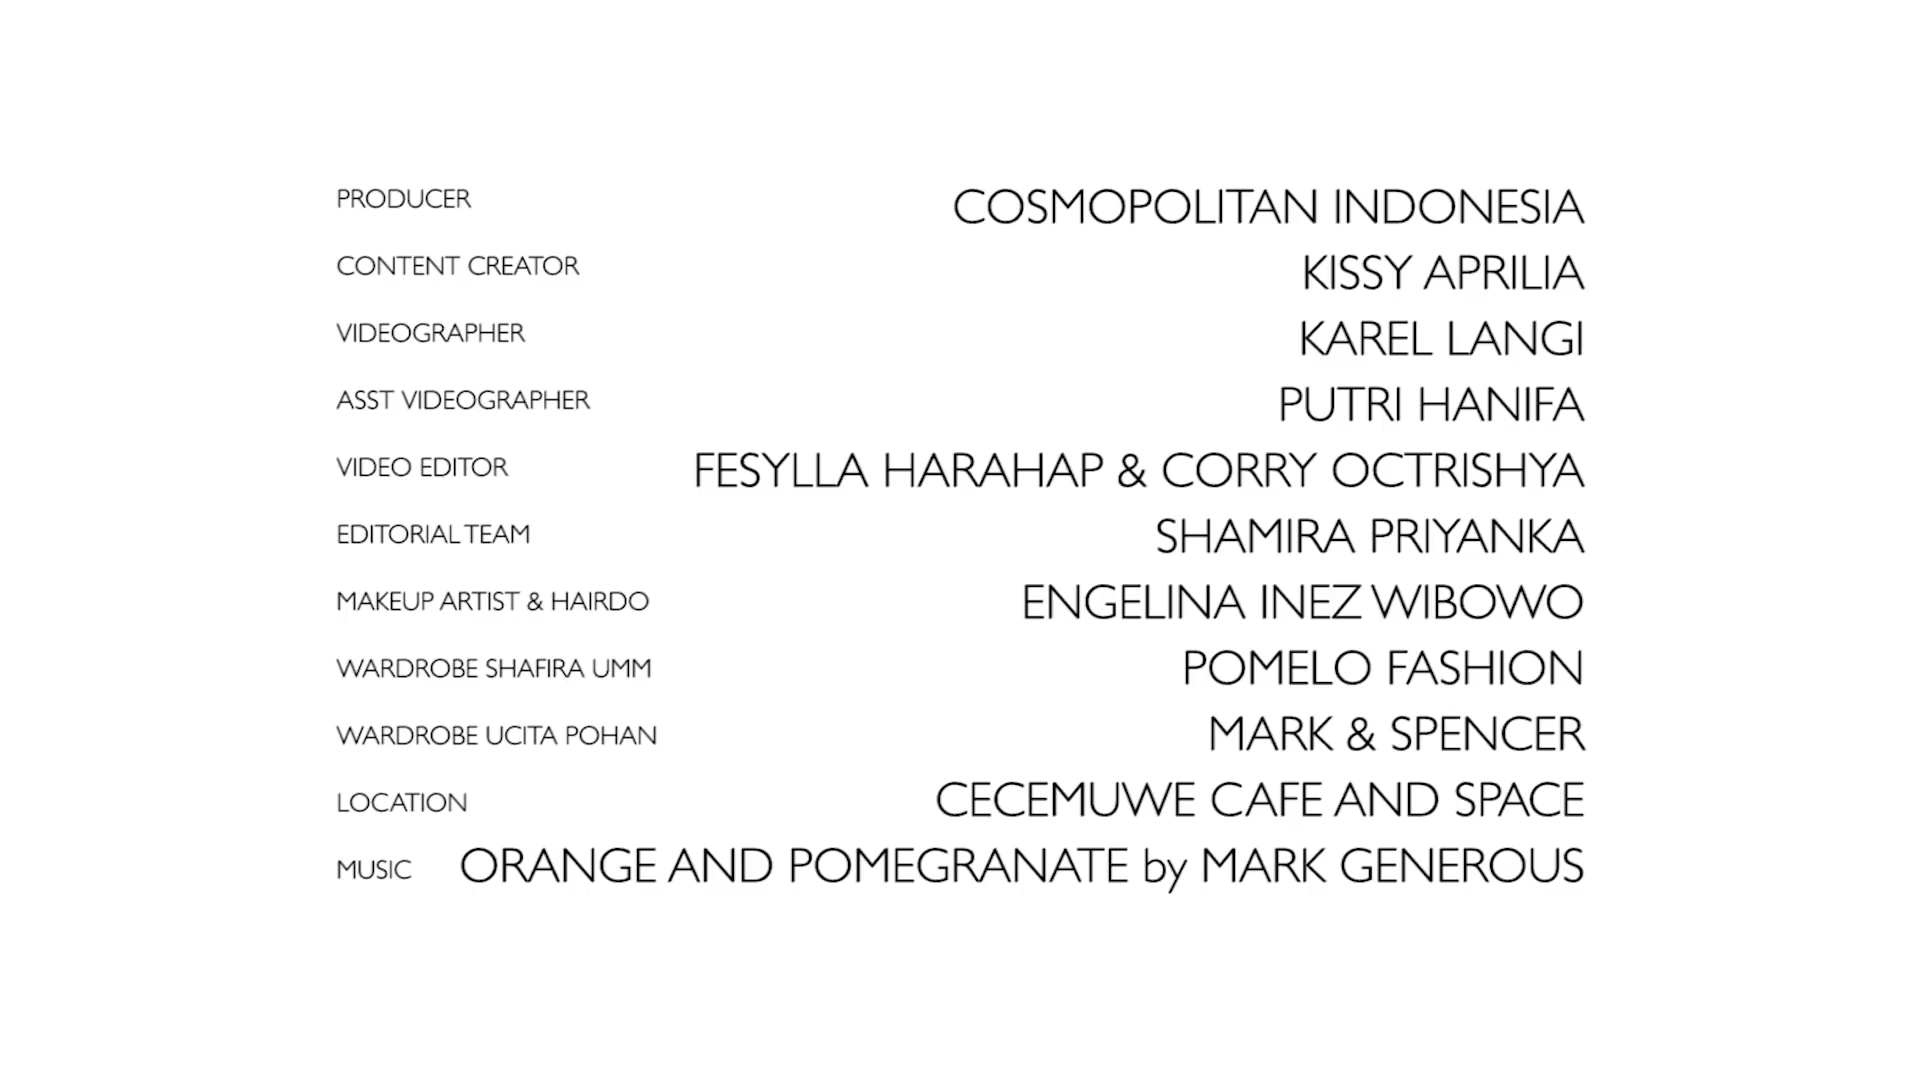 PRODUCER COSMOPOLITAN INDONESIA
CONTENT CREATOR KISSY APRILIA
VIDEOGRAPHER KAREL LANGI
ASST VIDEOGRAPHER PUTRI HANIFA
VIDEO EDITOR FESYLLA HARAHAP & CORRY OCTRISHYA
EDITORIAL TEAM SHAMIRA PRIYANKA
MAKEUP ARTIST & HAIRDO ENGELINA INEZ WIBOWO
WARDROBE SHAFIRA UMM POMELO FASHION
WARDROBE UCITA POHAN MARK & SPENCER
LOCATION CECEMUWE CAFE AND SPACE
MUSIC ORANGE AND POMEGRANATE by MARK GENEROUS